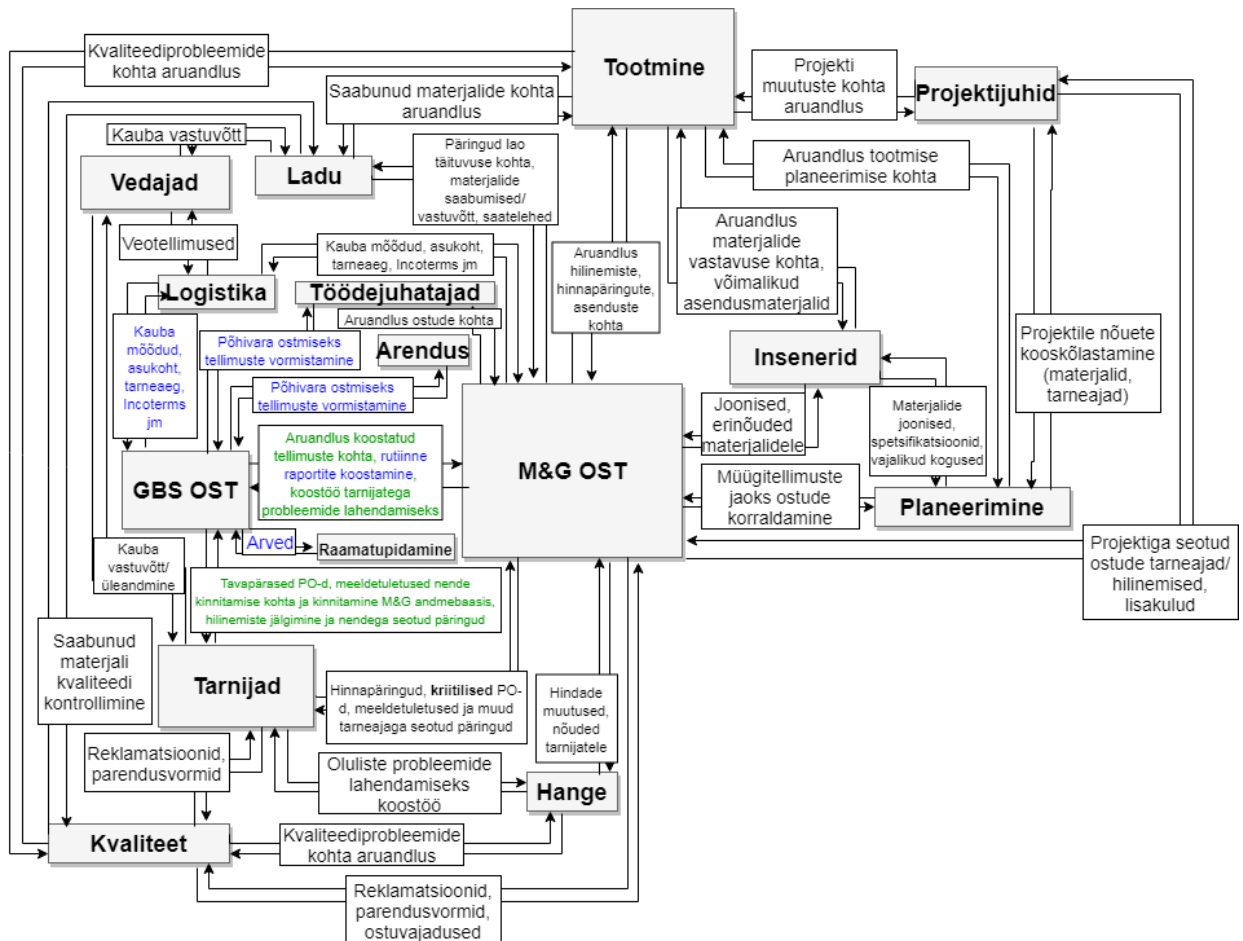 Kvaliteediprobleemide
kohta aruandlus
Tootmine
Projekti
muutuste kohta
aruandlus
Projektijuhid
Saabunud materjalide kohta
aruandlus
Kauba vastuvõtt
Vedajad
Ladu
Päringud lao
täituvuse kohta,
materjalide
saabumised/
vastuvõtt, saatelehed
Aruandlus tootmise
planeerimise kohta
Veotellimused
Kauba mõõdud, asukoht,
tarneaeg, Incoterms jm
Aruandlus
hilinemiste,
hinnapäringute,
asenduste
kohta
Aruandlus
materjalide
vastavuse kohta,
võimalikud
asendusmaterjalid
Logistika
Töödejuhatajad
Aruandlus ostude kohta
Kauba
mõõdud,
asukoht,
tarneaeg,
Incoterms
jm
Põhivara ostmiseks
tellimuste vormistamine
Arendus
Põhivara ostmiseks
tellimuste vormistamine
Insenerid
Projektile nõuete
kooskõlastamine
(materjalid,
tarneajad)
Joonised,
erinõuded
materjalidele
Materjalide
joonised,
spetsifikatsioonid,
vajalikud kogused
GBS OST
Aruandlus koostatud
tellimuste kohta, rutiinne
raportite koostamine,
koostöö tarnijatega
probleemide lahendamiseks
M&G OST
Müügitellimuste
jaoks ostude
korraldamine
Planeerimine
Arved
Raamatupidamine
Kauba
vastuvõtt/
üleandmine
Tavapärased PO-d, meeldetuletused nende
kinnitamise kohta ja kinnitamine M&G andmebaasis,
hilinemiste jälgimine ja nendega seotud päringud
Projektiga seotud
ostude tarneajad/
hilinemised,
lisakulud
Saabunud
materjali
kvaliteedi
kontrollimine
Tarnijad
Hinnapäringud, kriitilised PO-
d, meeldetuletused ja muud
tarneajaga seotud päringud
Hindade
muutused,
nõuded
tarnijatele
Reklamatsioonid,
parendusvormid
Oluliste probleemide
lahendamiseks
koostöö
Hange
Kvaliteet
Kvaliteediprobleemide
kohta aruandlus
Reklamatsioonid,
parendusvormid,
ostuvajadused